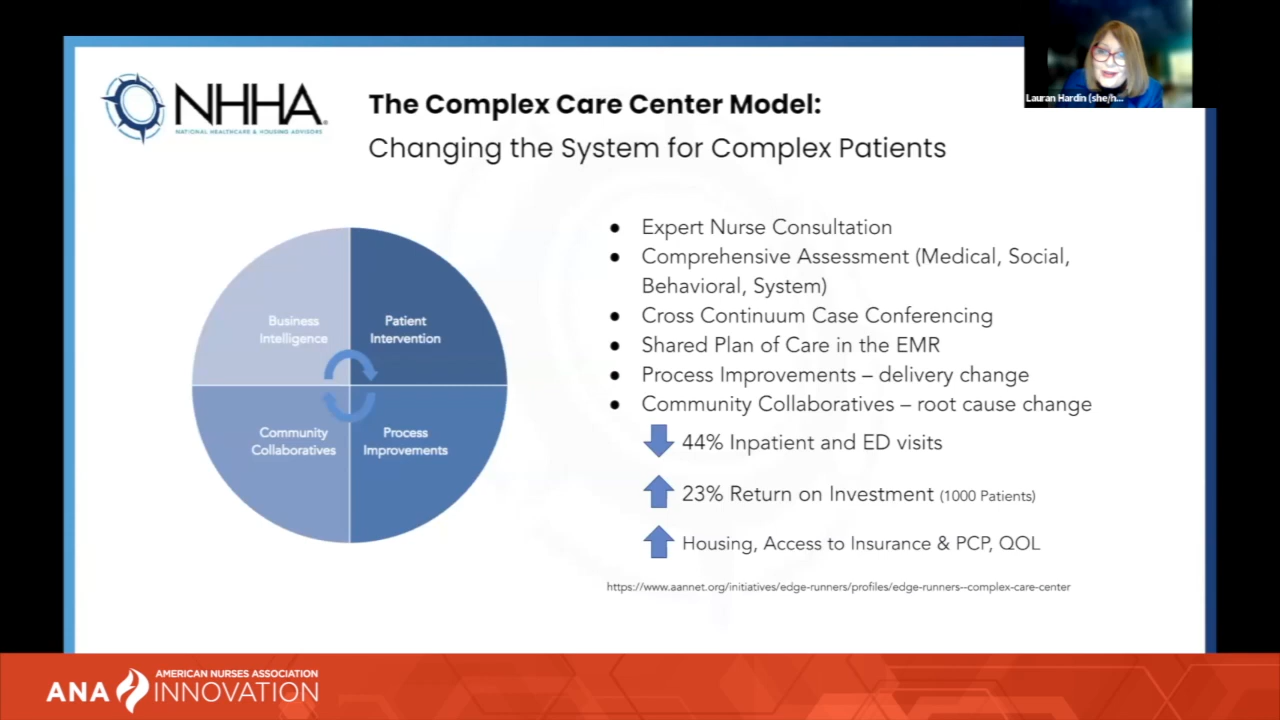 NHHA
NATIONAL HEALTHCARE & HOUSING ADVISORS
The Complex Care Center Model:
Changing the System for Complex Patients
Lauran Hardin (she/h...
Business
Intelligence
Patient
Intervention
Community
Collaboratives
Process
Improvements
● Expert Nurse Consultation
● Comprehensive Assessment (Medical, Social,
Behavioral, System)
● Cross Continuum Case Conferencing
● Shared Plan of Care in the EMR
● Process Improvements – delivery change
● Community Collaboratives – root cause change
44% Inpatient and ED visits
23% Return on Investment (1000 Patients)
Housing, Access to Insurance & PCP, QOL
https://www.aannet.org/initiatives/edge-runners/profiles/edge-runners--complex-care-center
ANA
AMERICAN NURSES ASSOCIATION
INNOVATION